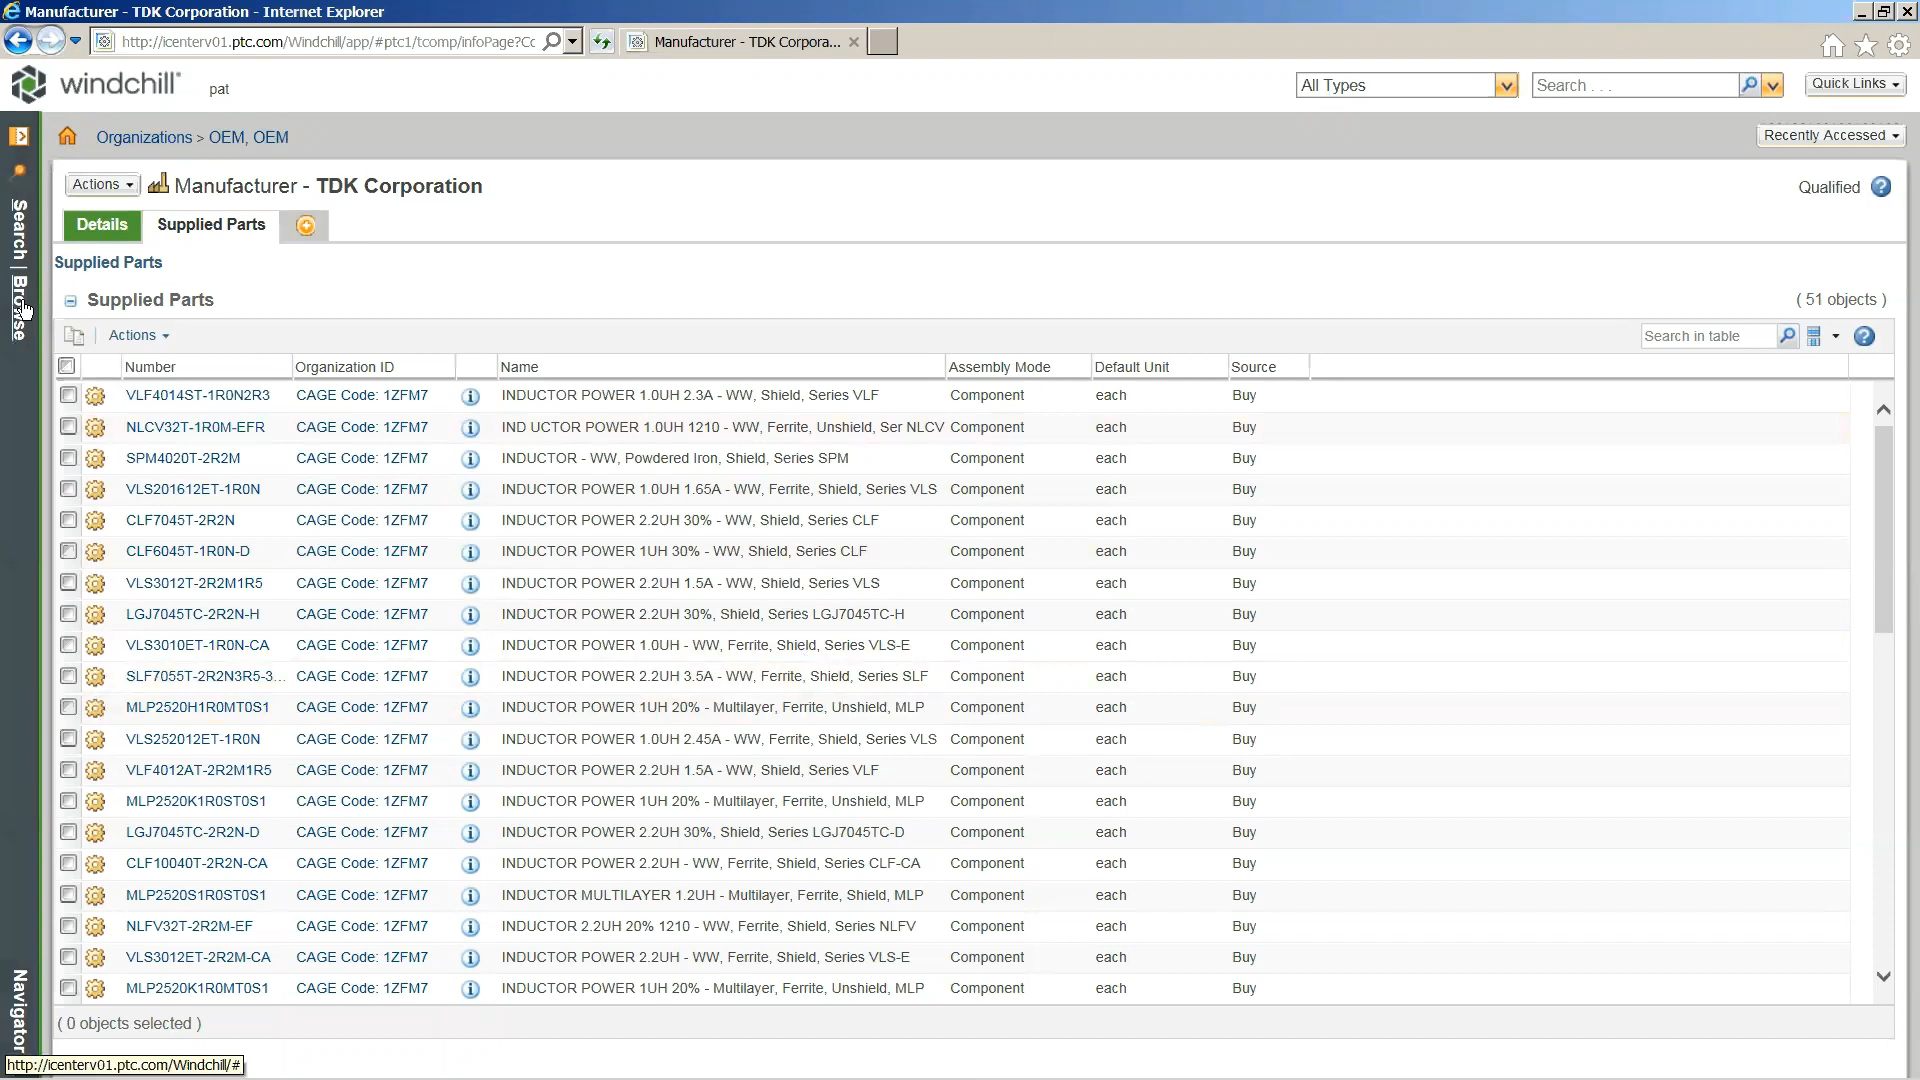 Manufacturer - TDK Corporation - Internet Explorer
http://icenterv01.ptc.com/Windchill/app/#ptc1/tcomp/infoPage?Cc
Manufacturer - TDK Corpora...
windchill
pat
All Types
Search . . .
Quick Links
Organizations > OEM, OEM
Recently Accessed
Actions
Manufacturer - TDK Corporation
Qualified
Details
Supplied Parts
Search | Browse
Supplied Parts
Supplied Parts
( 51 objects )
Actions
Search in table
Number Organization ID Name Assembly Mode Default Unit Source
VLF4014ST-1R0N2R3 CAGE Code: 1ZFM7 INDUCTOR POWER 1.0UH 2.3A - WW, Shield, Series VLF Component each Buy
NLCV32T-1R0M-EFR CAGE Code: 1ZFM7 IND UCTOR POWER 1.0UH 1210 - WW, Ferrite, Unshield, Ser NLCV Component each Buy
SPM4020T-2R2M CAGE Code: 1ZFM7 INDUCTOR - WW, Powdered Iron, Shield, Series SPM Component each Buy
VLS201612ET-1R0N CAGE Code: 1ZFM7 INDUCTOR POWER 1.0UH 1.65A - WW, Ferrite, Shield, Series VLS Component each Buy
CLF7045T-2R2N CAGE Code: 1ZFM7 INDUCTOR POWER 2.2UH 30% - WW, Shield, Series CLF Component each Buy
CLF6045T-1R0N-D CAGE Code: 1ZFM7 INDUCTOR POWER 1UH 30% - WW, Shield, Series CLF Component each Buy
VLS3012T-2R2M1R5 CAGE Code: 1ZFM7 INDUCTOR POWER 2.2UH 1.5A - WW, Shield, Series VLS Component each Buy
LGJ7045TC-2R2N-H CAGE Code: 1ZFM7 INDUCTOR POWER 2.2UH 30%, Shield, Series LGJ7045TC-H Component each Buy
VLS3010ET-1R0N-CA CAGE Code: 1ZFM7 INDUCTOR POWER 1.0UH - WW, Ferrite, Shield, Series VLS-E Component each Buy
SLF7055T-2R2N3R5-3... CAGE Code: 1ZFM7 INDUCTOR POWER 2.2UH 3.5A - WW, Ferrite, Shield, Series SLF Component each Buy
MLP2520H1R0MT0S1 CAGE Code: 1ZFM7 INDUCTOR POWER 1UH 20% - Multilayer, Ferrite, Unshield, MLP Component each Buy
VLS252012ET-1R0N CAGE Code: 1ZFM7 INDUCTOR POWER 1.0UH 2.45A - WW, Ferrite, Shield, Series VLS Component each Buy
VLF4012AT-2R2M1R5 CAGE Code: 1ZFM7 INDUCTOR POWER 2.2UH 1.5A - WW, Shield, Series VLF Component each Buy
MLP2520K1R0ST0S1 CAGE Code: 1ZFM7 INDUCTOR POWER 1UH 20% - Multilayer, Ferrite, Unshield, MLP Component each Buy
LGJ7045TC-2R2N-D CAGE Code: 1ZFM7 INDUCTOR POWER 2.2UH 30%, Shield, Series LGJ7045TC-D Component each Buy
CLF10040T-2R2N-CA CAGE Code: 1ZFM7 INDUCTOR POWER 2.2UH - WW, Ferrite, Shield, Series CLF-CA Component each Buy
MLP2520S1R0ST0S1 CAGE Code: 1ZFM7 INDUCTOR MULTILAYER 1.2UH - Multilayer, Ferrite, Shield, MLP Component each Buy
NLFV32T-2R2M-EF CAGE Code: 1ZFM7 INDUCTOR 2.2UH 20% 1210 - WW, Ferrite, Shield, Series NLFV Component each Buy
VLS3012ET-2R2M-CA CAGE Code: 1ZFM7 INDUCTOR POWER 2.2UH - WW, Ferrite, Shield, Series VLS-E Component each Buy
MLP2520K1R0MT0S1 CAGE Code: 1ZFM7 INDUCTOR POWER 1UH 20% - Multilayer, Ferrite, Unshield, MLP Component each Buy
Navigator
( 0 objects selected )
http://icenterv01.ptc.com/Windchill/#